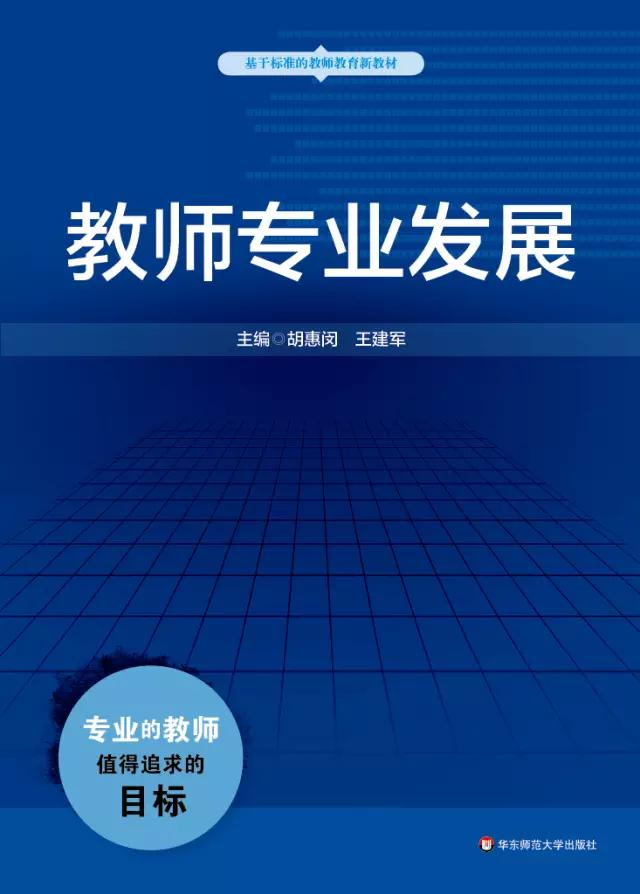 基于标准的教师教育新教材
教师专业发展
主编◎胡惠闵 王建军
专业的教师
值得追求的
目标
华东师范大学出版社